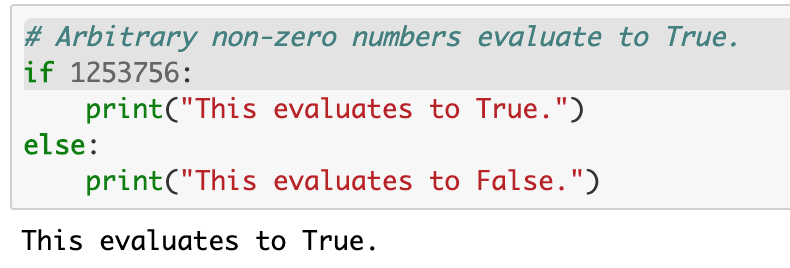 # Arbitrary non-zero numbers evaluate to True.
if 1253756:
    print("This evaluates to True.")
else:
    print("This evaluates to False.")
This evaluates to True.